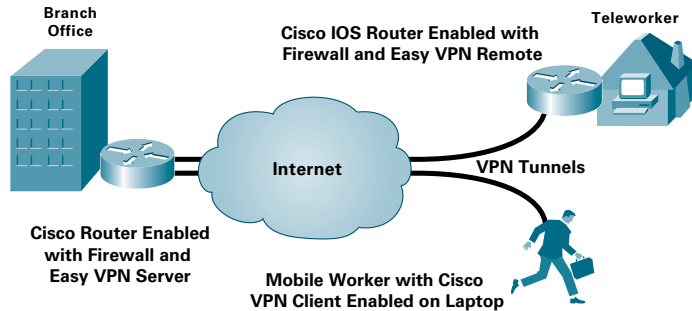 Branch
Office
Cisco IOS Router Enabled with
Firewall and Easy VPN Remote
Teleworker
Internet
VPN Tunnels
Cisco Router Enabled
with Firewall and
Easy VPN Server
Mobile Worker with Cisco
VPN Client Enabled on Laptop